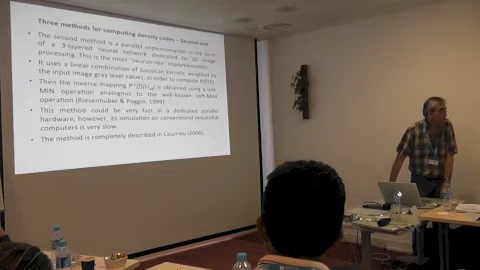 Three methods for computing density codes – Second one
• The second method is a parallel implementation in the form
of a 3-layered neural network dedicated to 2D image
processing. This is the most "neuron-like" implementation.
• It uses a linear combination of Gaussian kernels, weighted by
the input image gray level values, in order to compute
• Then the inverse mapping is obtained using a soft-
MIN operation analogous to the well-known soft-MAX
operation (Riesenhuber & Poggio, 1999).
• This method could be very fast in a dedicated parallel
hardware, however, its simulation on conventional sequential
computers is very slow.
• The method is completely described in Courrieu (2006).